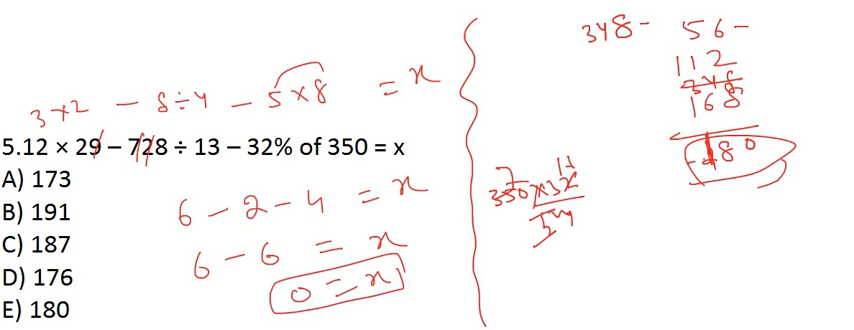 3×2 - 8÷4 - 5×8 = x
5.12 × 29 – 728 ÷ 13 – 32% of 350 = x
A) 173
B) 191
C) 187
D) 176
E) 180
6 - 2 - 4 = x
6 - 6 = x
0 = x
348 - 56 -
112
168
180
350 × 32